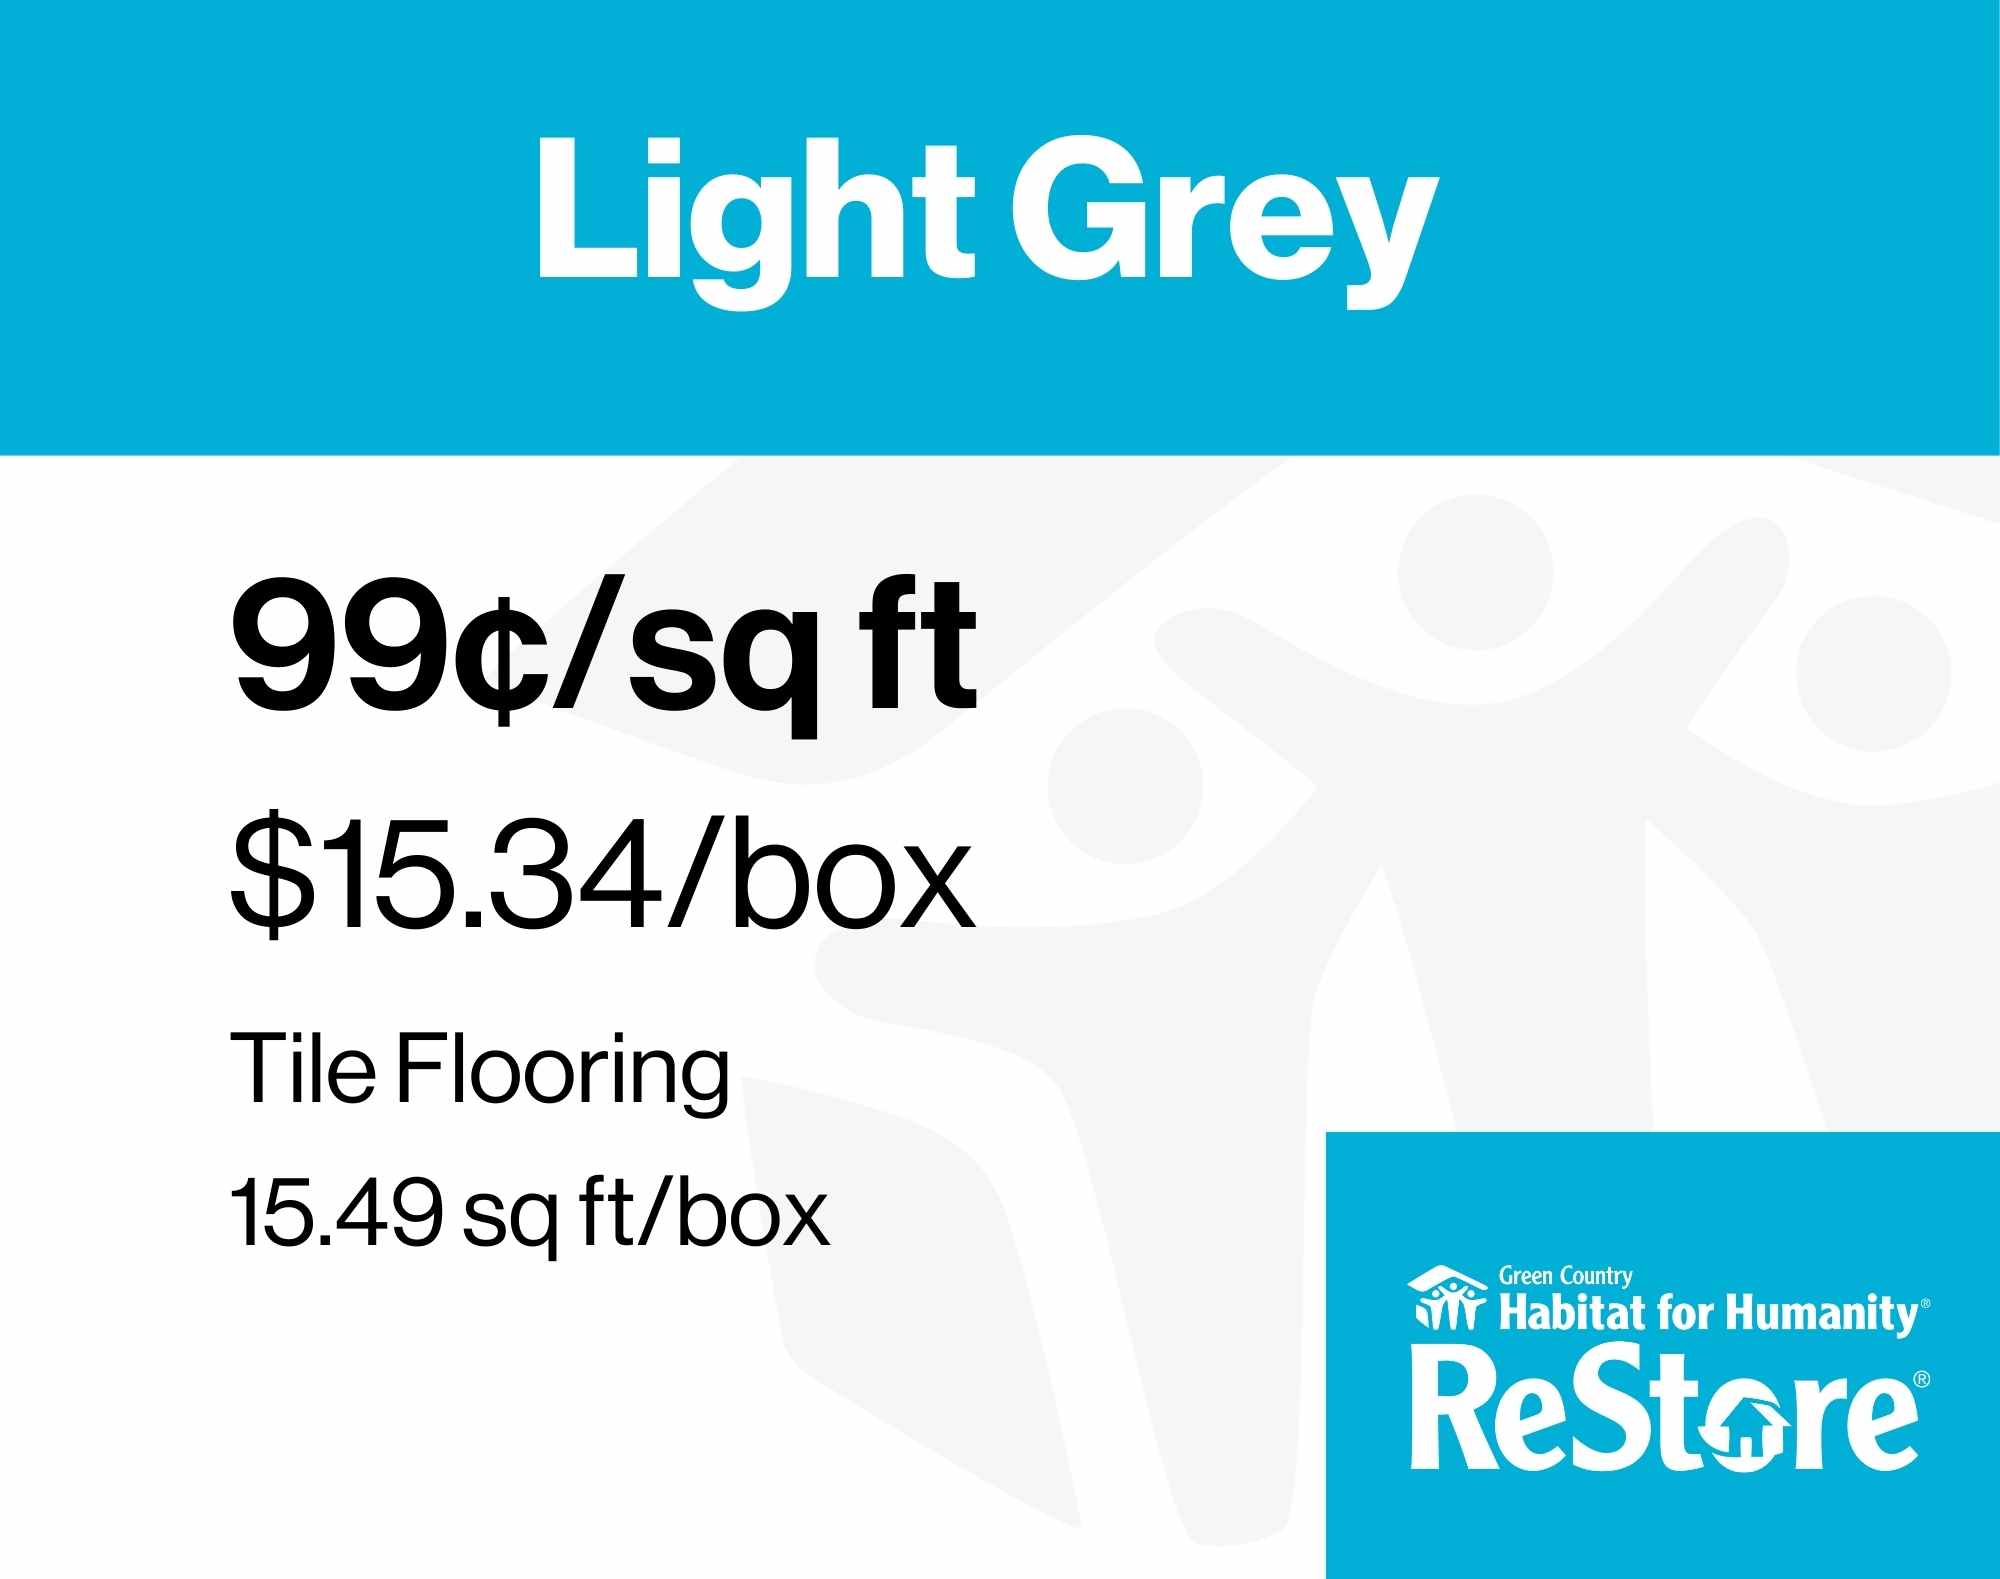 Light Grey
99¢/sq ft
$15.34/box
Tile Flooring
15.49 sq ft/box
Green Country
Habitat for Humanity®
ReStore®